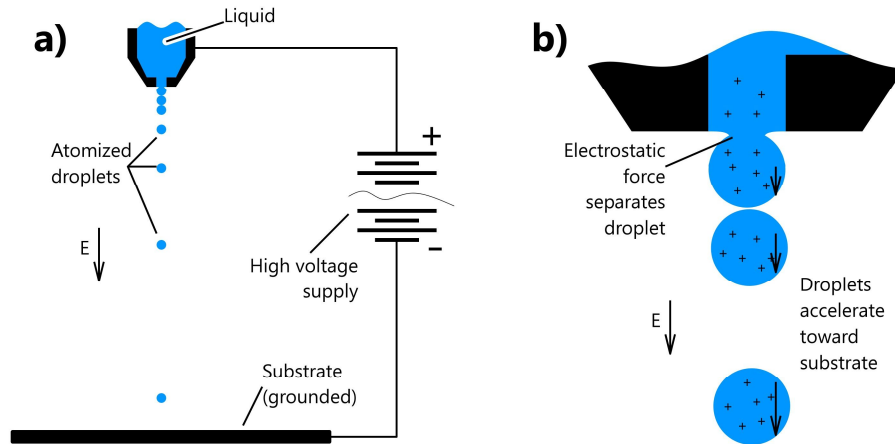 a)
Liquid
+
Atomized
droplets
E
High voltage
supply
-
Substrate
(grounded)
b)
+ +
+ +
Electrostatic
force
separates
droplet
+ +
+ +
+ +
+ +
+ + +
+
Droplets
accelerate
toward
substrate
E
+
+ +
+ +